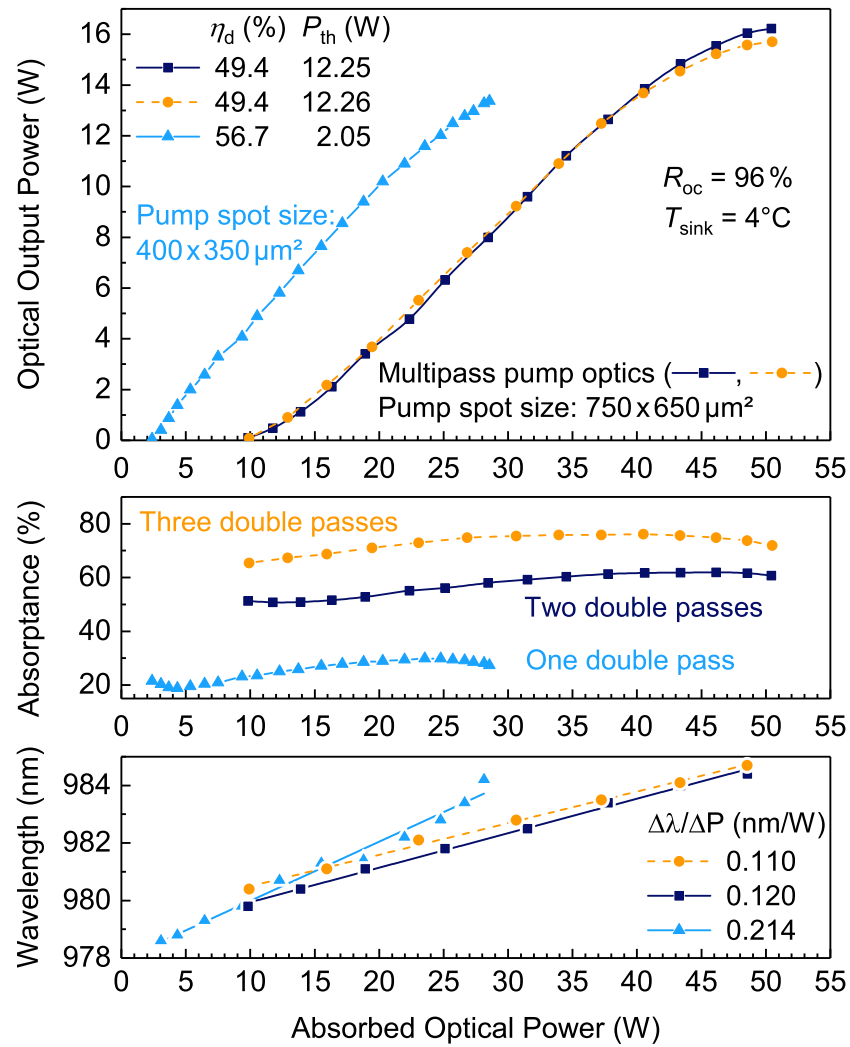 η_d (%) P_th (W)
49.4 12.25
49.4 12.26
56.7 2.05
Pump spot size:
400 x 350 µm²
R_oc = 96 %
T_sink = 4°C
Multipass pump optics ( , )
Pump spot size: 750 x 650 µm²
Optical Output Power (W)
16
14
12
10
8
6
4
2
0
0 5 10 15 20 25 30 35 40 45 50 55
Three double passes
Two double passes
One double pass
Absorptance (%)
80
60
40
20
0 5 10 15 20 25 30 35 40 45 50 55
Δλ/ΔP (nm/W)
0.110
0.120
0.214
Wavelength (nm)
984
982
980
978
0 5 10 15 20 25 30 35 40 45 50 55
Absorbed Optical Power (W)